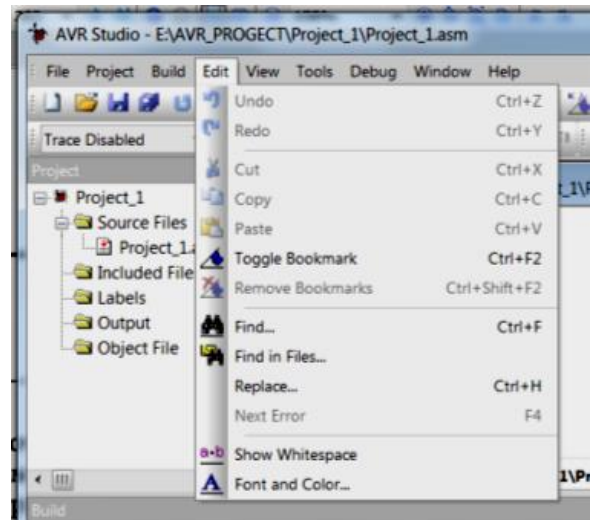 AVR Studio - E:\AVR_PROGECT\Project_1\Project_1.asm
File Project Build Edit View Tools Debug Window Help
Trace Disabled
Project
Project_1
Source Files
Project_1.
Included File
Labels
Output
Object File
Undo Ctrl+Z
Redo Ctrl+Y
Cut Ctrl+X
Copy Ctrl+C
Paste Ctrl+V
Toggle Bookmark Ctrl+F2
Remove Bookmarks Ctrl+Shift+F2
Find... Ctrl+F
Find in Files...
Replace... Ctrl+H
Next Error F4
a-b Show Whitespace
A Font and Color...
Build